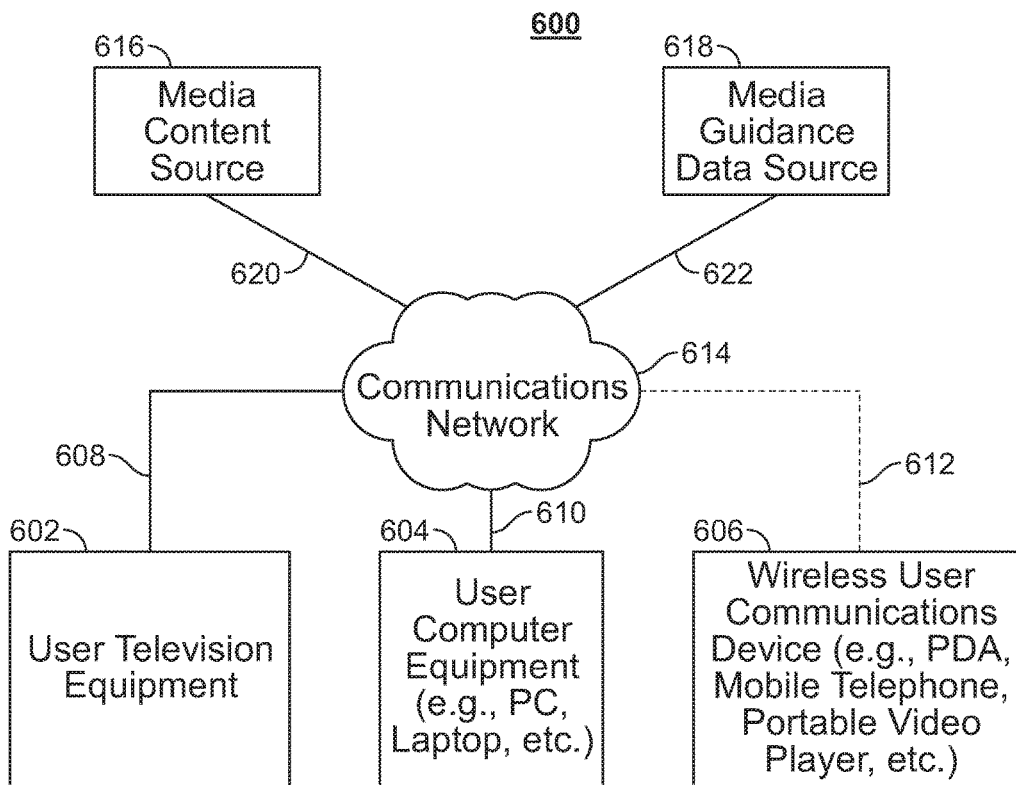 600
616
Media
Content
Source
618
Media
Guidance
Data Source
620
622
614
Communications
Network
608
612
610
602
User Television
Equipment
604
User
Computer
Equipment
(e.g., PC,
Laptop, etc.)
606
Wireless User
Communications
Device (e.g., PDA,
Mobile Telephone,
Portable Video
Player, etc.)